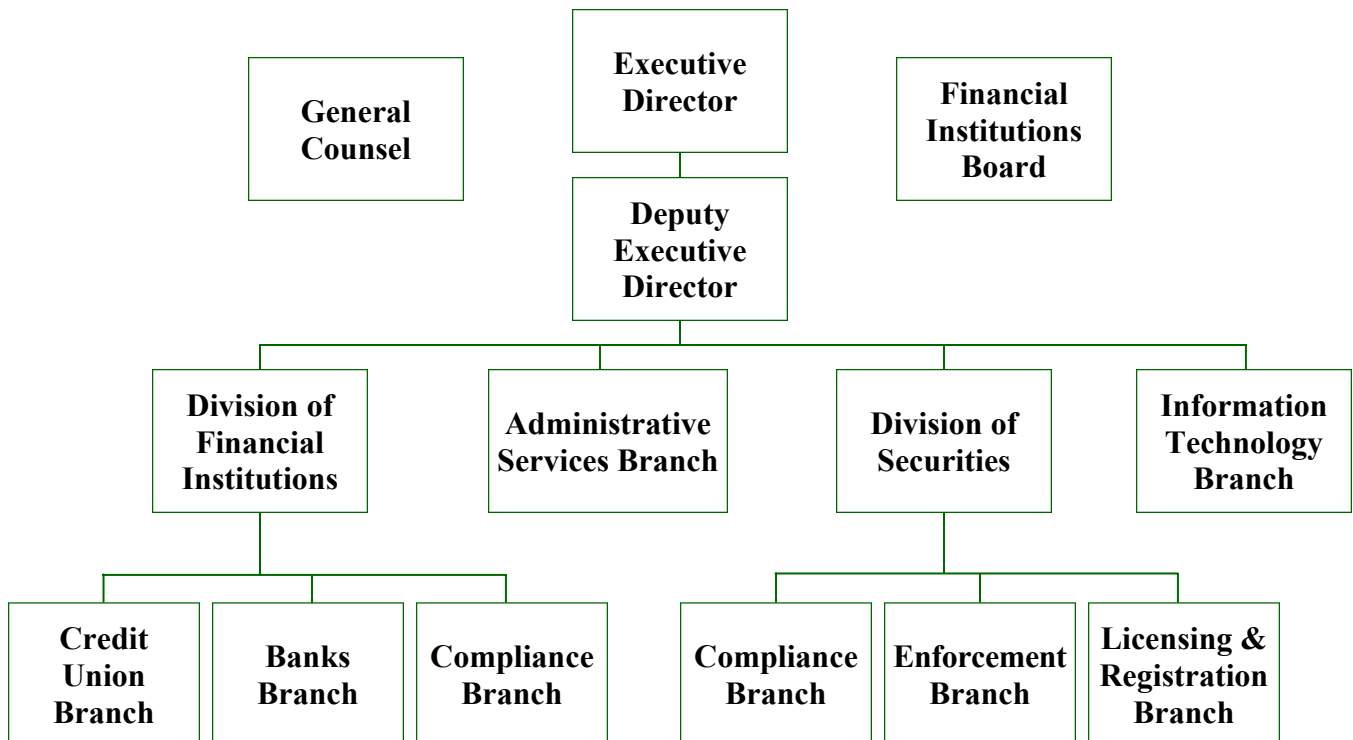 General
Counsel
Executive
Director
Financial
Institutions
Board
Deputy
Executive
Director
Division of
Financial
Institutions
Administrative
Services Branch
Division of
Securities
Information
Technology
Branch
Credit
Union
Branch
Banks
Branch
Compliance
Branch
Compliance
Branch
Enforcement
Branch
Licensing &
Registration
Branch